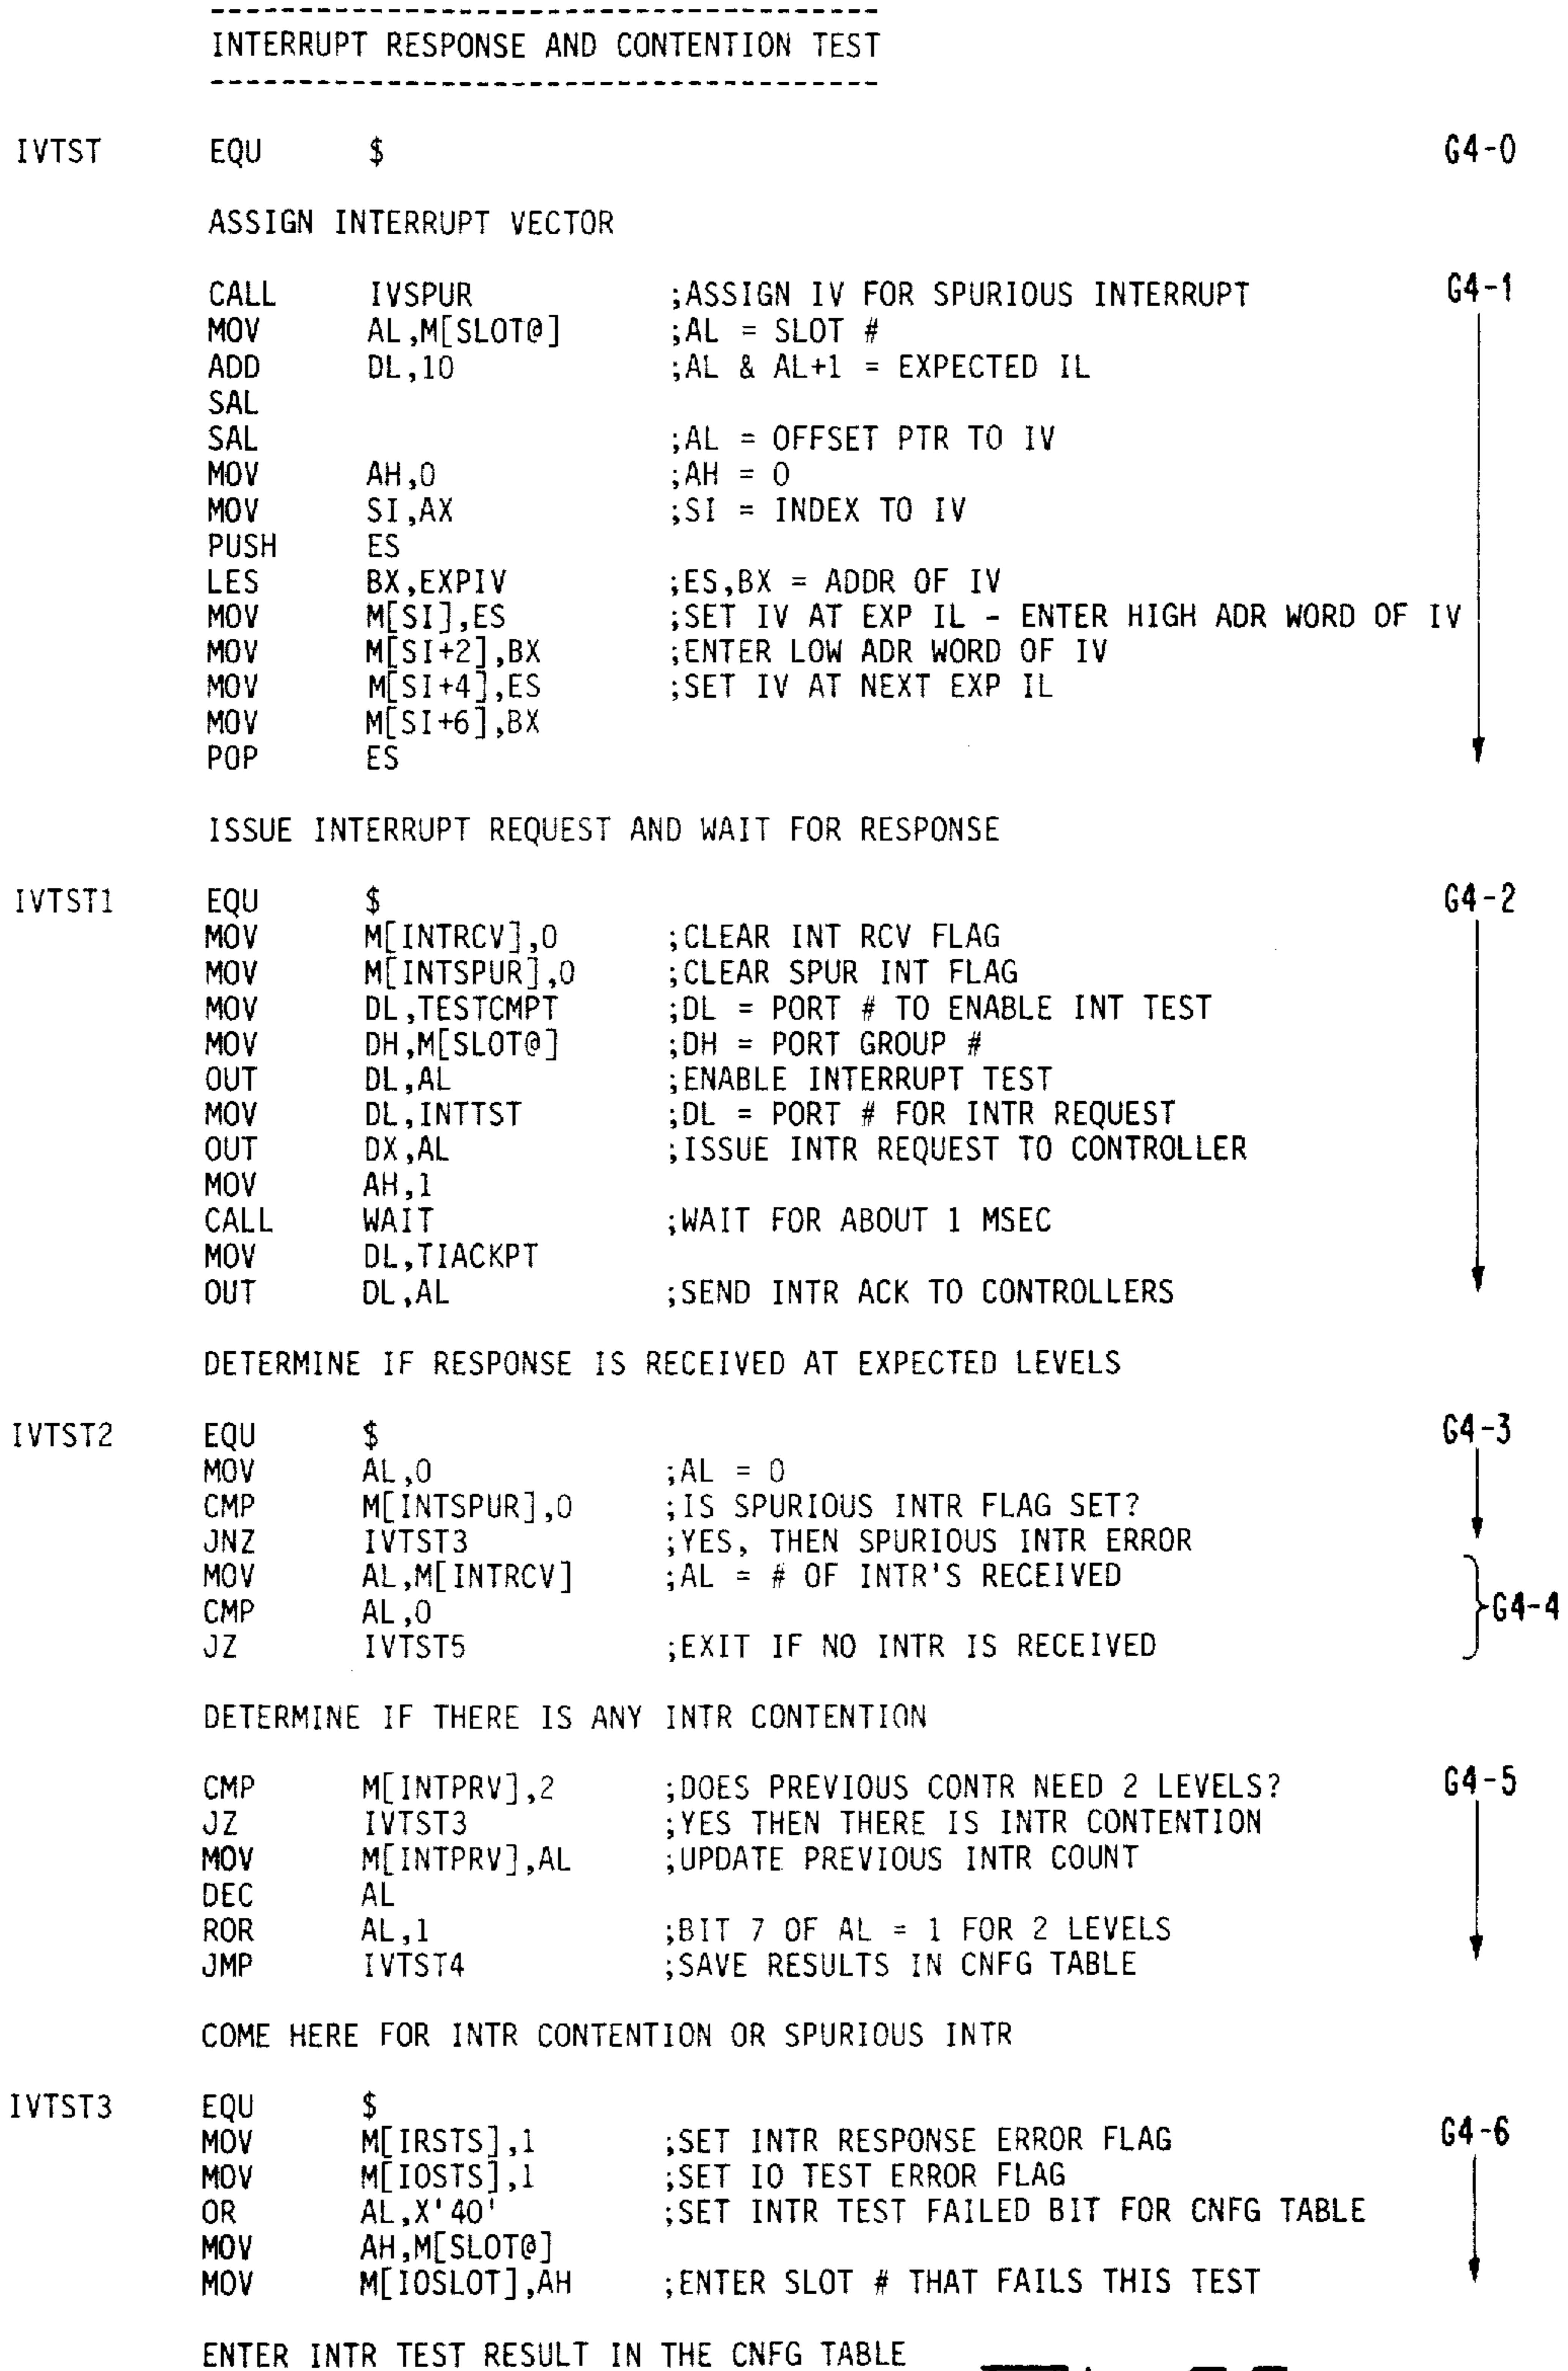 INTERRUPT RESPONSE AND CONTENTION TEST
IVTST EQU $ G4-0
ASSIGN INTERRUPT VECTOR
CALL IVSPUR ;ASSIGN IV FOR SPURIOUS INTERRUPT G4-1
MOV AL,M[SLOT@] ;AL = SLOT #
ADD DL,10 ;AL & AL+1 = EXPECTED IL
SAL
SAL ;AL = OFFSET PTR TO IV
MOV AH,0 ;AH = 0
MOV SI,AX ;SI = INDEX TO IV
PUSH ES
LES BX,EXPIV ;ES,BX = ADDR OF IV
MOV M[SI],ES ;SET IV AT EXP IL - ENTER HIGH ADR WORD OF IV
MOV M[SI+2],BX ;ENTER LOW ADR WORD OF IV
MOV M[SI+4],ES ;SET IV AT NEXT EXP IL
MOV M[SI+6],BX
POP ES
ISSUE INTERRUPT REQUEST AND WAIT FOR RESPONSE
IVTST1 EQU $ G4-2
MOV M[INTRCV],0 ;CLEAR INT RCV FLAG
MOV M[INTSPUR],0 ;CLEAR SPUR INT FLAG
MOV DL,TESTCMPT ;DL = PORT # TO ENABLE INT TEST
MOV DH,M[SLOT@] ;DH = PORT GROUP #
OUT DL,AL ;ENABLE INTERRUPT TEST
MOV DL,INTTST ;DL = PORT # FOR INTR REQUEST
OUT DX,AL ;ISSUE INTR REQUEST TO CONTROLLER
MOV AH,1
CALL WAIT ;WAIT FOR ABOUT 1 MSEC
MOV DL,TIACKPT
OUT DL,AL ;SEND INTR ACK TO CONTROLLERS
DETERMINE IF RESPONSE IS RECEIVED AT EXPECTED LEVELS
IVTST2 EQU $ G4-3
MOV AL,0 ;AL = 0
CMP M[INTSPUR],0 ;IS SPURIOUS INTR FLAG SET?
JNZ IVTST3 ;YES, THEN SPURIOUS INTR ERROR
MOV AL,M[INTRCV] ;AL = # OF INTR'S RECEIVED
CMP AL,0 G4-4
JZ IVTST5 ;EXIT IF NO INTR IS RECEIVED
DETERMINE IF THERE IS ANY INTR CONTENTION
CMP M[INTPRV],2 ;DOES PREVIOUS CONTR NEED 2 LEVELS? G4-5
JZ IVTST3 ;YES THEN THERE IS INTR CONTENTION
MOV M[INTPRV],AL ;UPDATE PREVIOUS INTR COUNT
DEC AL
ROR AL,1 ;BIT 7 OF AL = 1 FOR 2 LEVELS
JMP IVTST4 ;SAVE RESULTS IN CNFG TABLE
COME HERE FOR INTR CONTENTION OR SPURIOUS INTR
IVTST3 EQU $
MOV M[IRSTS],1 ;SET INTR RESPONSE ERROR FLAG G4-6
MOV M[IOSTS],1 ;SET IO TEST ERROR FLAG
OR AL,X'40' ;SET INTR TEST FAILED BIT FOR CNFG TABLE
MOV AH,M[SLOT@]
MOV M[IOSLOT],AH ;ENTER SLOT # THAT FAILS THIS TEST
ENTER INTR TEST RESULT IN THE CNFG TABLE